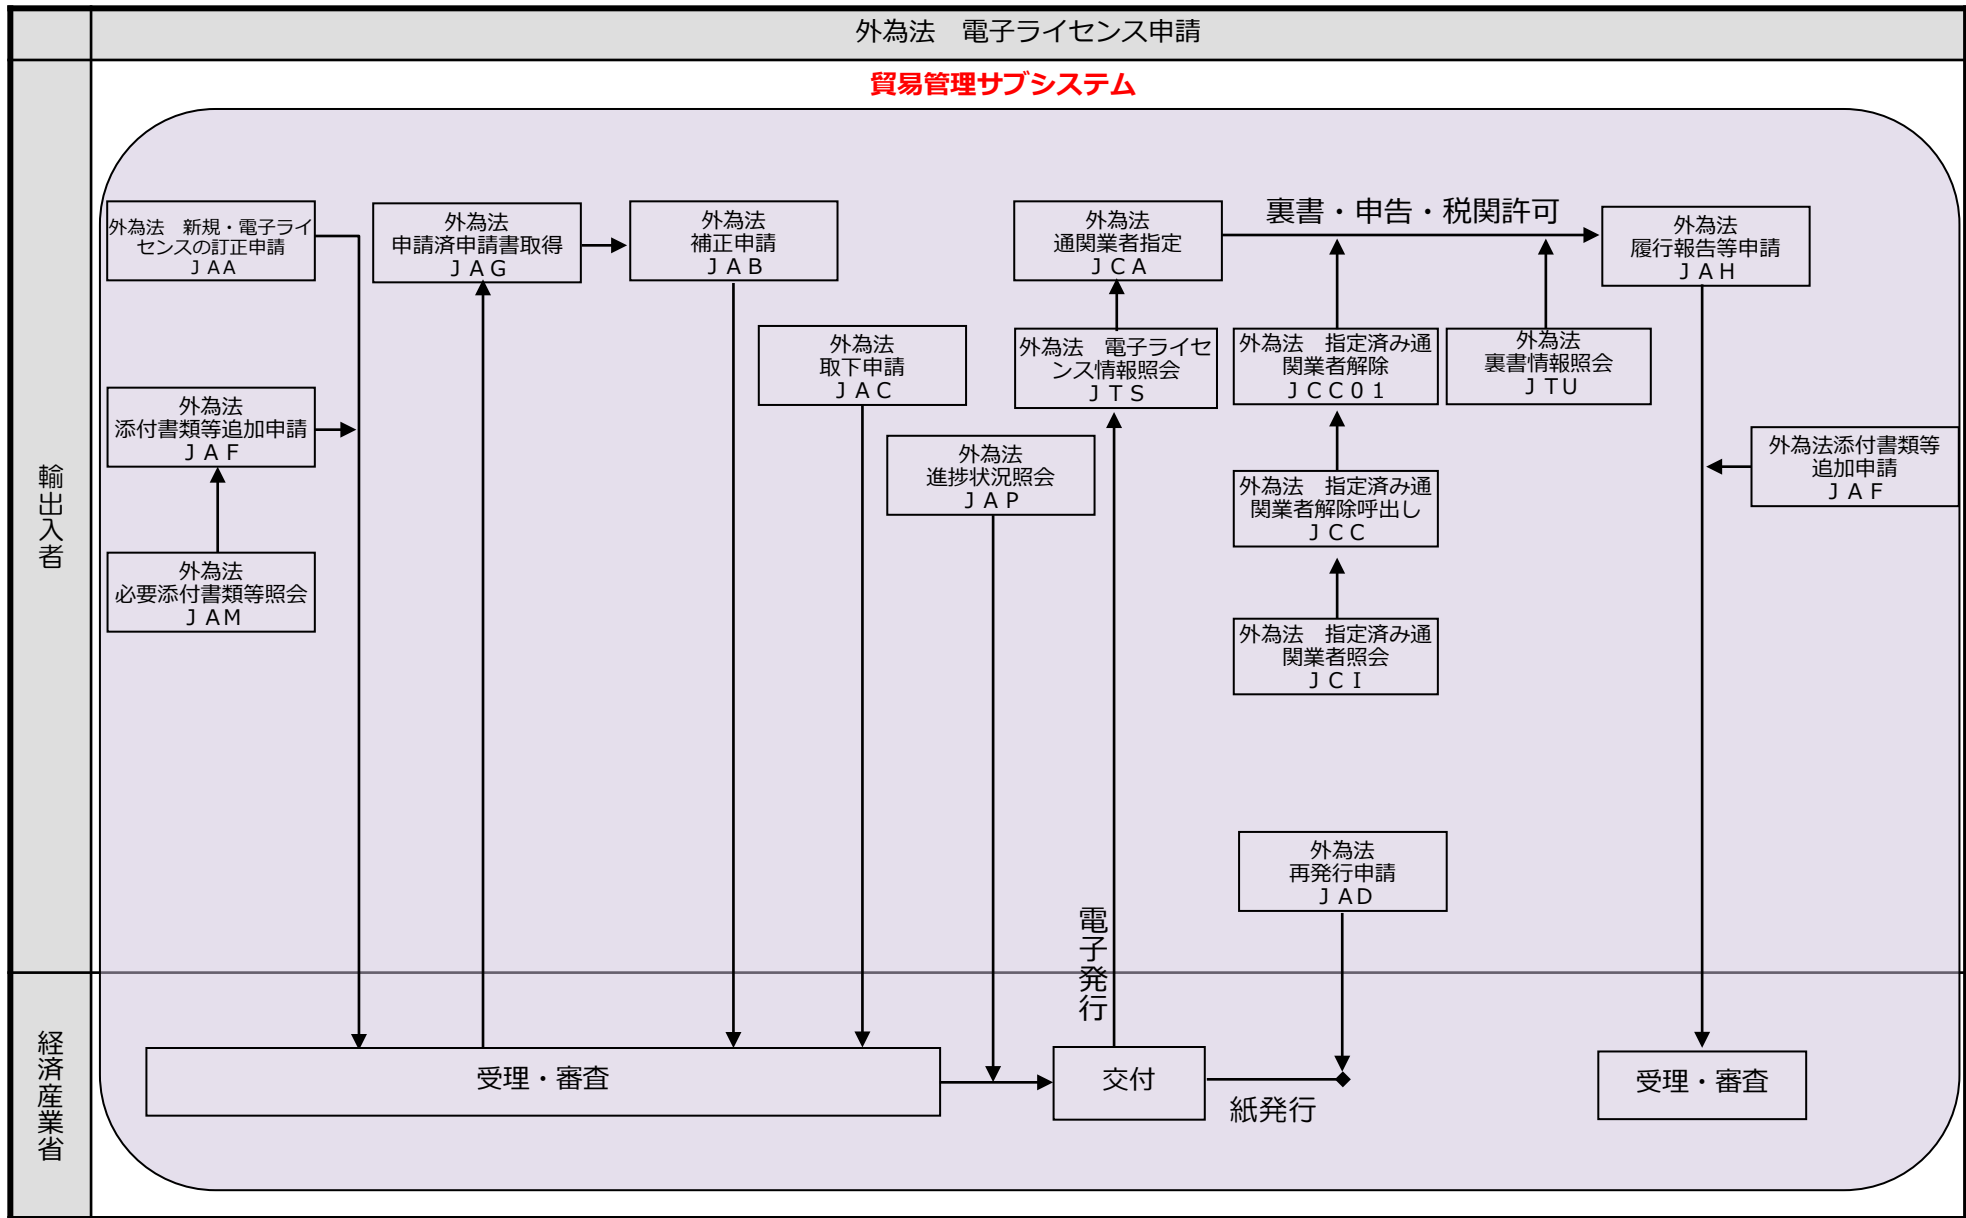 外為法　電子ライセンス申請
貿易管理サブシステム
輸出入者
外為法　新規・電子ライ
センスの訂正申請
ＪＡＡ
外為法
申請済申請書取得
ＪＡＧ
外為法
補正申請
ＪＡＢ
外為法
通関業者指定
ＪＣＡ
裏書・申告・税関許可
外為法
履行報告等申請
ＪＡＨ
外為法
取下申請
ＪＡＣ
外為法　電子ライセ
ンス情報照会
ＪＴＳ
外為法　指定済み通
関業者解除
ＪＣＣ０１
外為法
裏書情報照会
ＪＴＵ
外為法
添付書類等追加申請
ＪＡＦ
外為法
進捗状況照会
ＪＡＰ
外為法　指定済み通
関業者解除呼出し
ＪＣＣ
外為法添付書類等
追加申請
ＪＡＦ
外為法
必要添付書類等照会
ＪＡＭ
外為法　指定済み通
関業者照会
ＪＣＩ
外為法
再発行申請
ＪＡＤ
電子発行
経済産業省
受理・審査
交付
紙発行
受理・審査